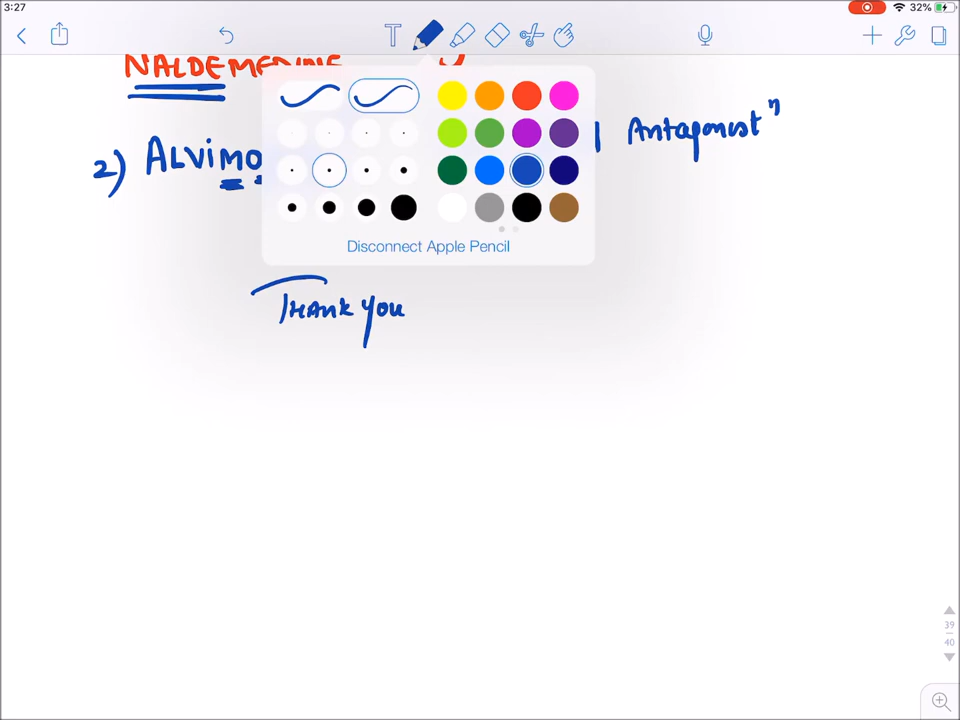 3:27
32%
T
NALDEMEDINE
2) ALVIMO
Antagonist"
Disconnect Apple Pencil
THANK YOU
39
40